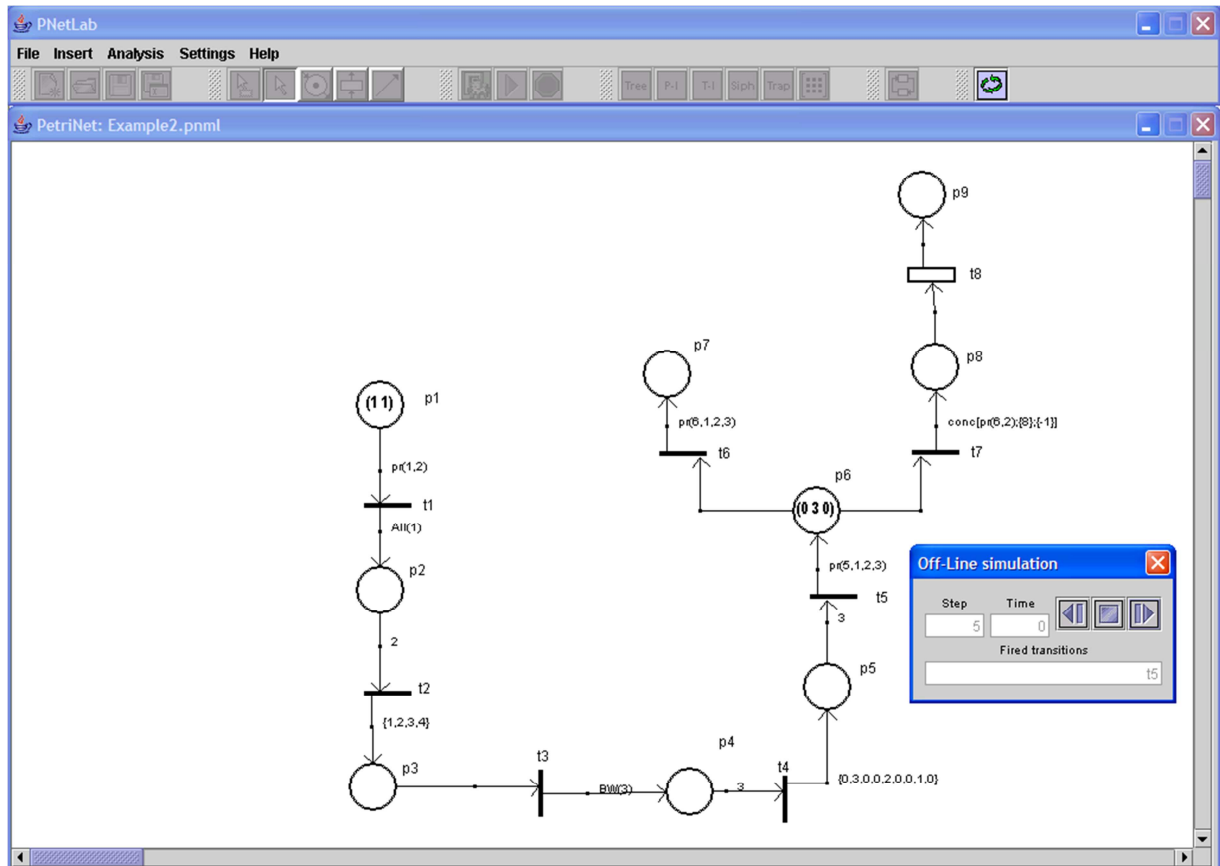 PNetLab
File Insert Analysis Settings Help
Tree P-I T-I Siph Trap
PetriNet: Example2.pnml
p9
t8
p7
p8
(1 1)
p1
pr(6,1,2,3)
conc[pr(6,2);{8};{-1}]
t6
t7
pr(1,2)
p6
t1
(0 3 0)
All(1)
p2
pr(5,1,2,3)
Off-Line simulation
t5
Step Time
3
5 0
2
Fired transitions
p5
t5
t2
{1,2,3,4}
p4
p3
t3
t4
BW(3)
3
{0,3,0,0,2,0,0,1,0}